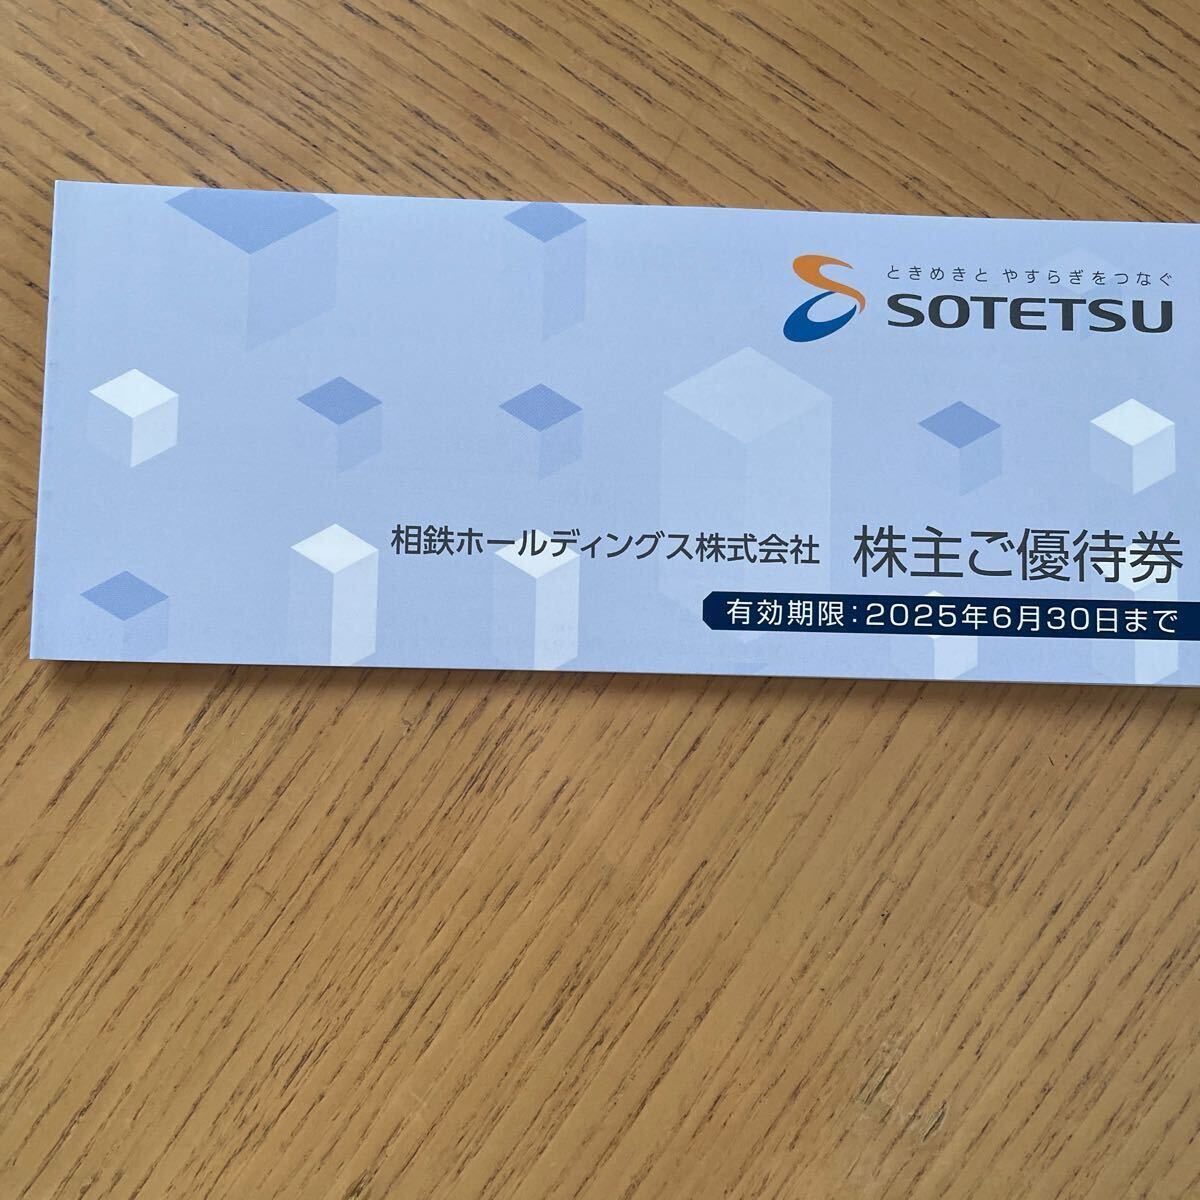 ときめきと やすらぎをつなぐ
SOTETSU
相鉄ホールディングス株式会社 株主ご優待券
有効期限：2025年6月30日まで